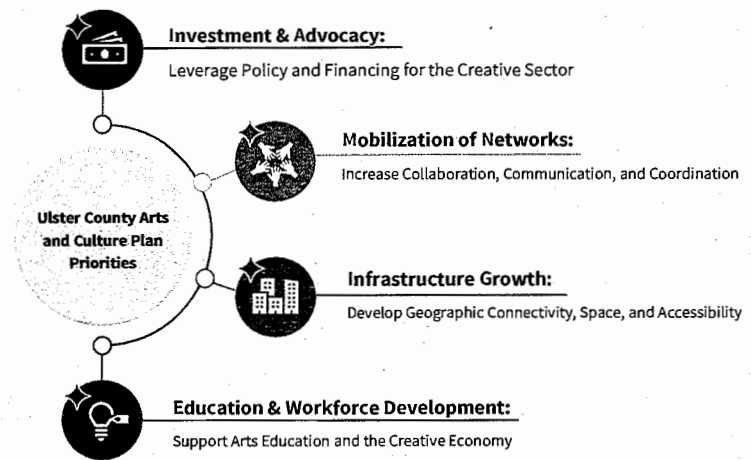 Investment & Advocacy:
Leverage Policy and Financing for the Creative Sector
Mobilization of Networks:
Increase Collaboration, Communication, and Coordination
Ulster County Arts
and Culture Plan
Priorities
Infrastructure Growth:
Develop Geographic Connectivity, Space, and Accessibility
Education & Workforce Development:
Support Arts Education and the Creative Economy